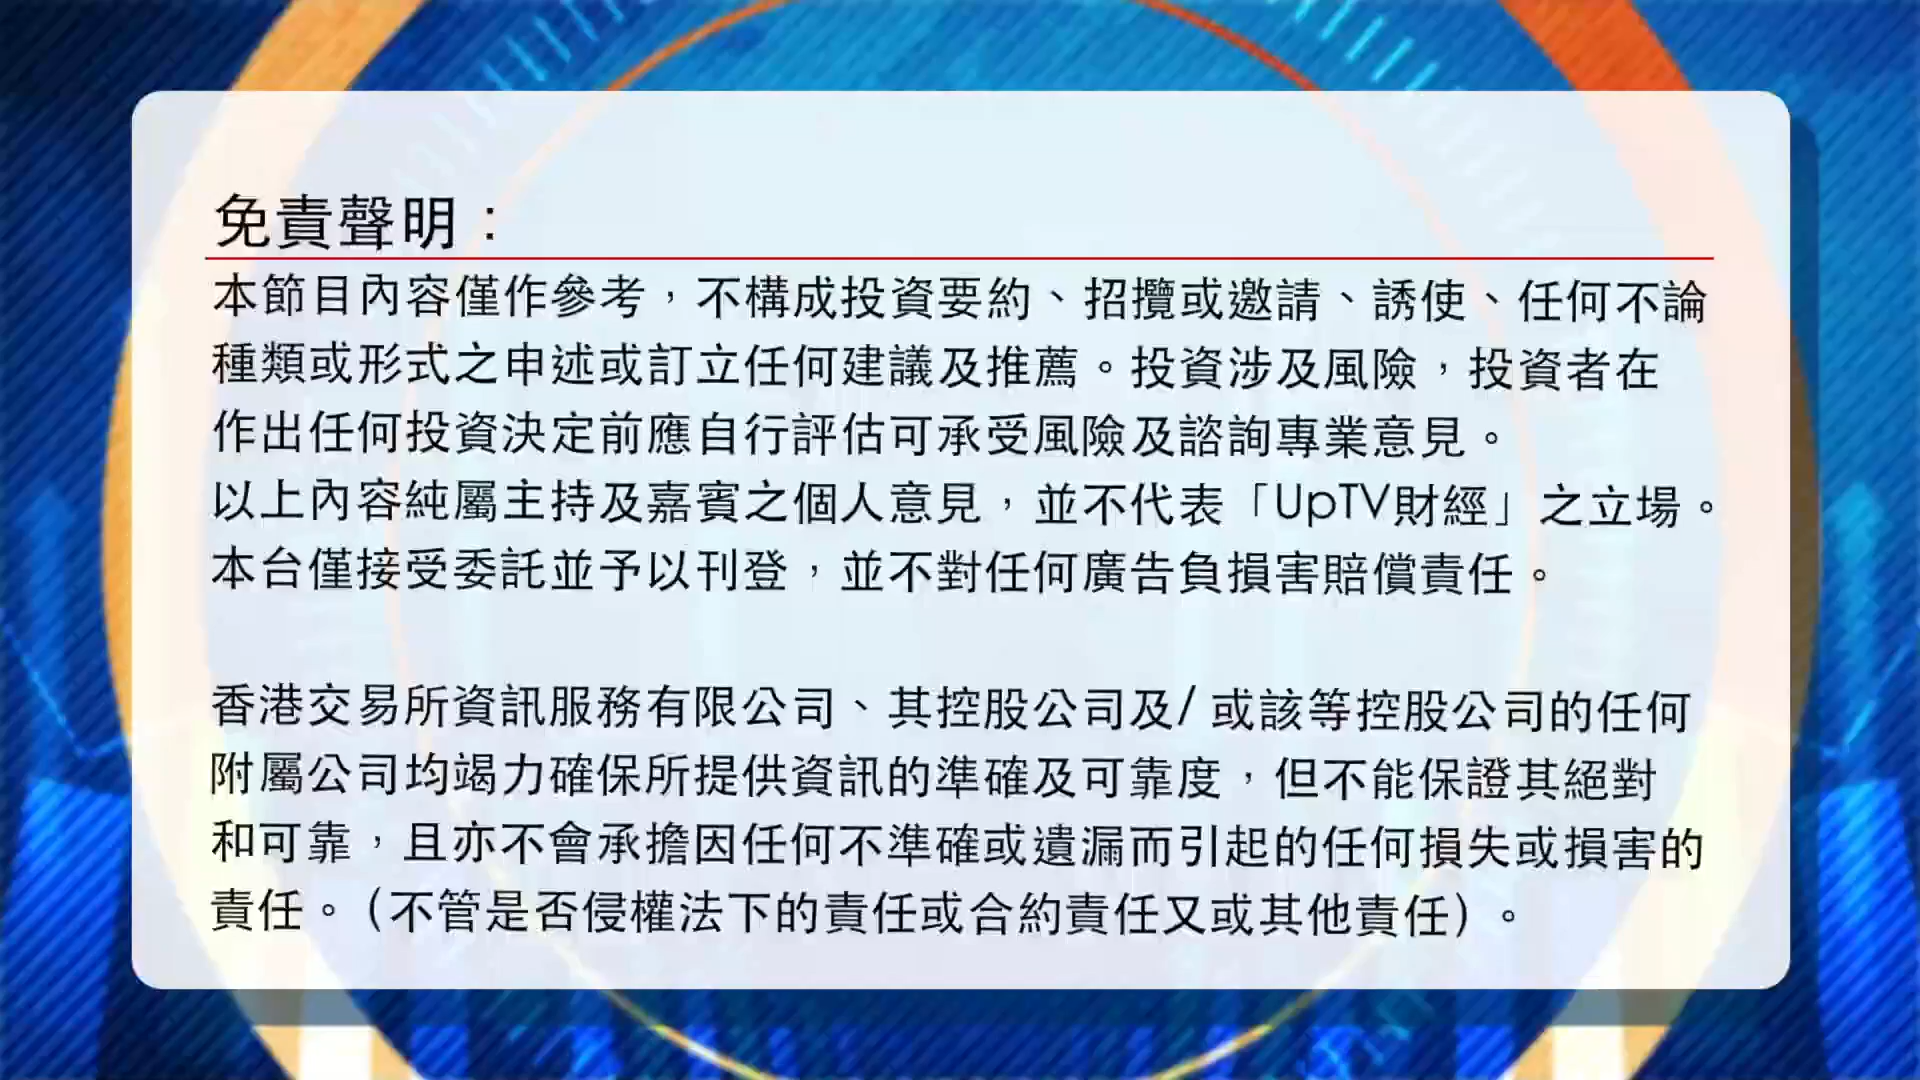 免責聲明：
本節目內容僅作參考，不構成投資要約、招攬或邀請、誘使、任何不論
種類或形式之申述或訂立任何建議及推薦。投資涉及風險，投資者在
作出任何投資決定前應自行評估可承受風險及諮詢專業意見。
以上內容純屬主持及嘉賓之個人意見，並不代表「UpTV財經」之立場。
本台僅接受委託並予以刊登，並不對任何廣告負損害賠償責任。
香港交易所資訊服務有限公司、其控股公司及/ 或該等控股公司的任何
附屬公司均竭力確保所提供資訊的準確及可靠度，但不能保證其絕對
和可靠，且亦不會承擔因任何不準確或遺漏而引起的任何損失或損害的
責任。（不管是否侵權法下的責任或合約責任又或其他責任）。